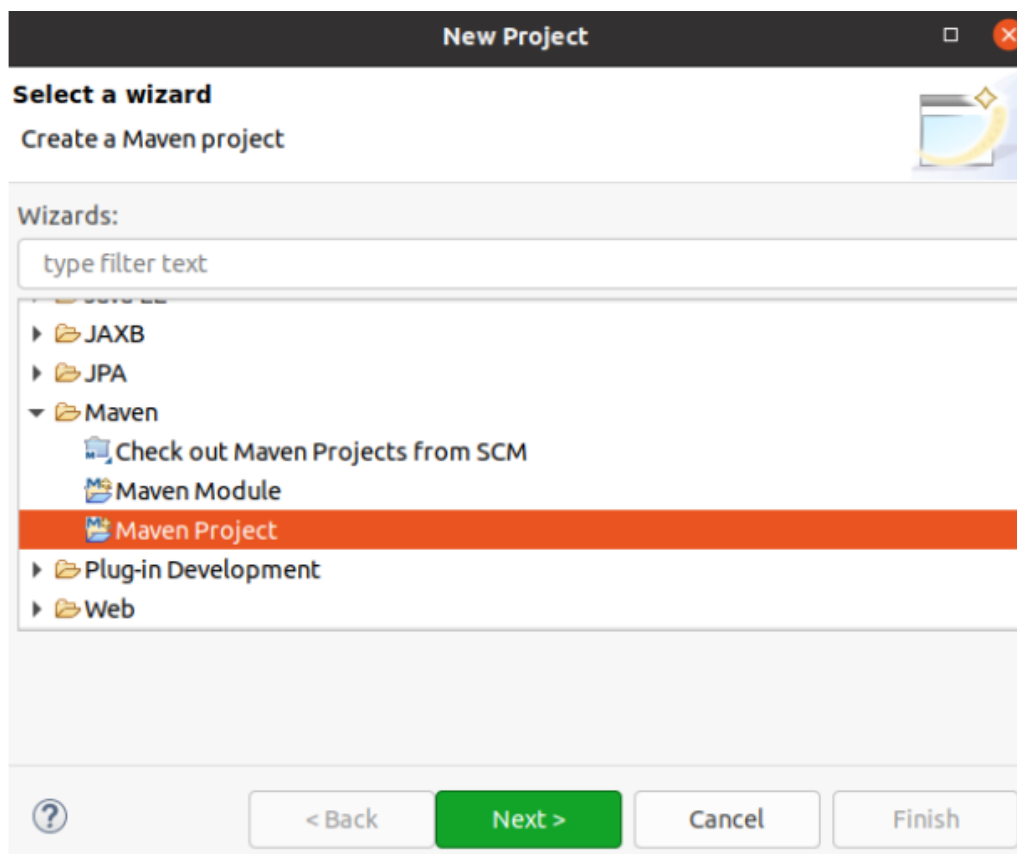 New Project
Select a wizard
Create a Maven project
Wizards:
type filter text
JAXB
JPA
Maven
Check out Maven Projects from SCM
Maven Module
Maven Project
Plug-in Development
Web
?
< Back
Next >
Cancel
Finish